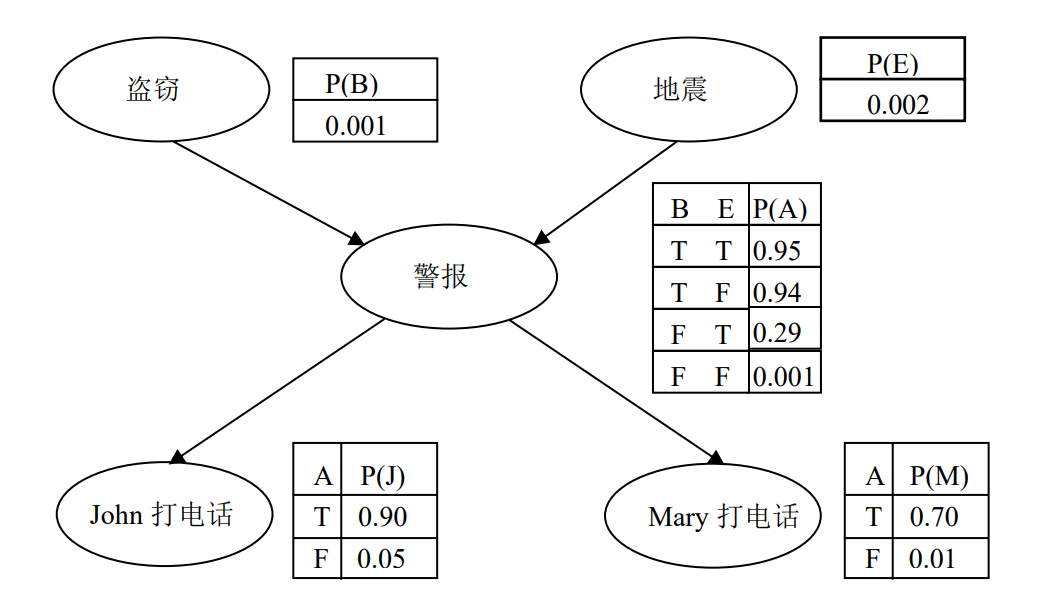 盗窃
P(B)
0.001
地震
P(E)
0.002
警报
B E P(A)
T T 0.95
T F 0.94
F T 0.29
F F 0.001
John 打电话
A P(J)
T 0.90
F 0.05
Mary 打电话
A P(M)
T 0.70
F 0.01